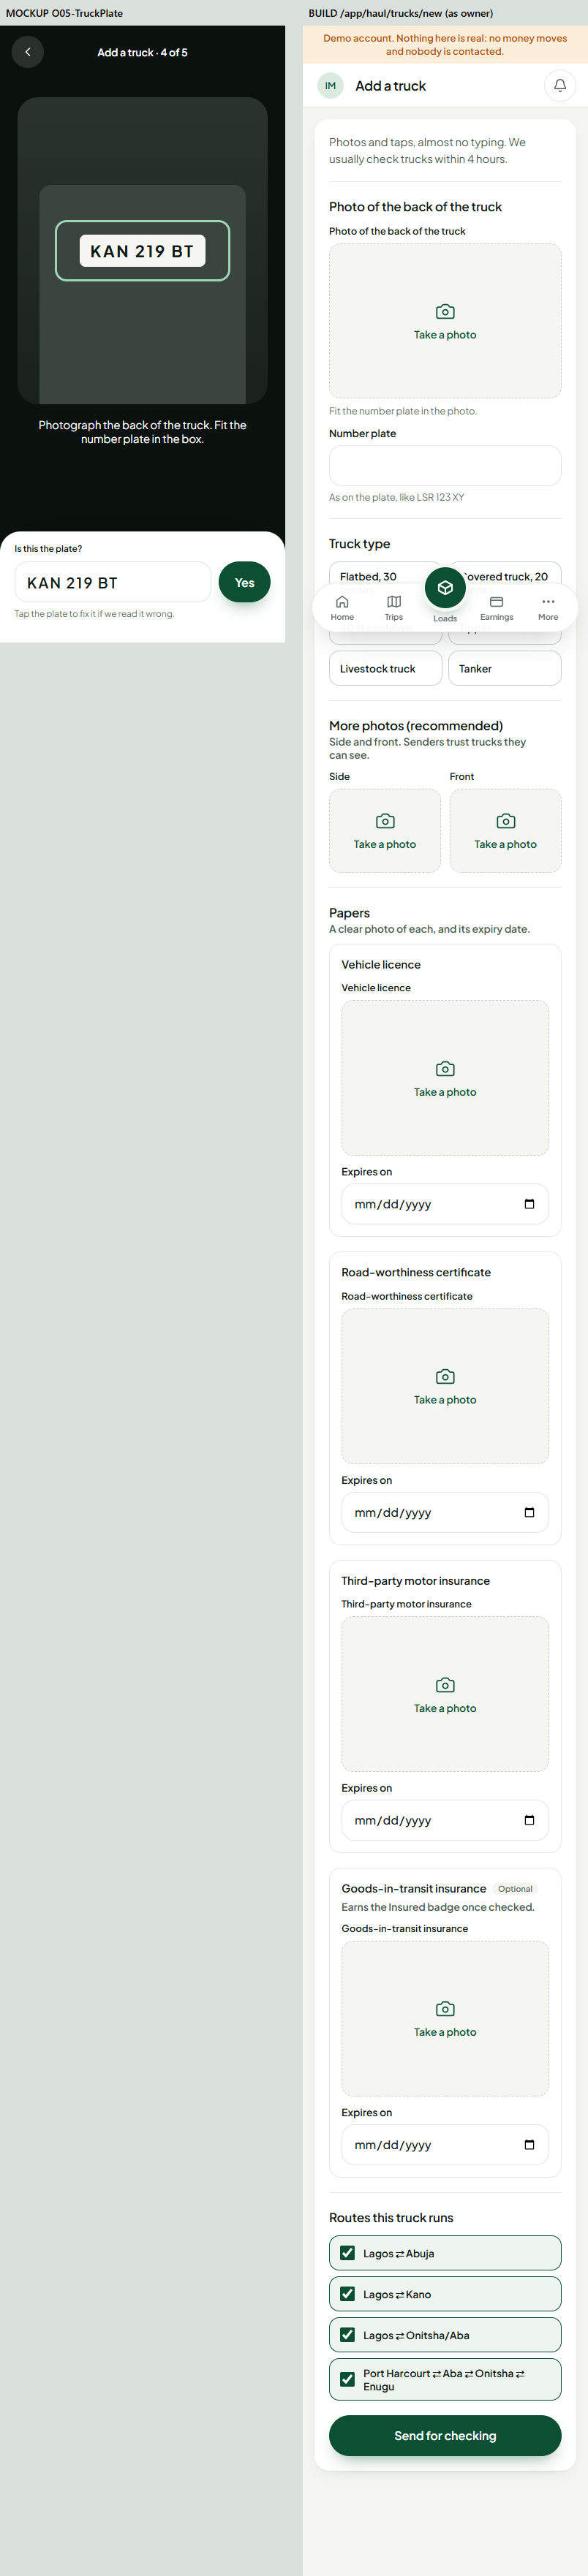 MOCKUP O05-TruckPlate
Add a truck · 4 of 5
KAN 219 BT
Photograph the back of the truck. Fit the
number plate in the box.
Is this the plate?
KAN 219 BT
Yes
Tap the plate to fix it if we read it wrong.
BUILD /app/haul/trucks/new (as owner)
Demo account. Nothing here is real: no money moves
and nobody is contacted.
IM
Add a truck
Photos and taps, almost no typing. We
usually check trucks within 4 hours.
Photo of the back of the truck
Photo of the back of the truck
Take a photo
Fit the number plate in the photo.
Number plate
As on the plate, like LSR 123 XY
Truck type
Flatbed, 30
overed truck, 20
Home
Trips
Loads
Earnings
More
Livestock truck
Tanker
More photos (recommended)
Side and front. Senders trust trucks they
can see.
Side
Front
Take a photo
Take a photo
Papers
A clear photo of each, and its expiry date.
Vehicle licence
Vehicle licence
Take a photo
Expires on
mm/dd/yyyy
Road-worthiness certificate
Road-worthiness certificate
Take a photo
Expires on
mm/dd/yyyy
Third-party motor insurance
Third-party motor insurance
Take a photo
Expires on
mm/dd/yyyy
Goods-in-transit insurance Optional
Earns the Insured badge once checked.
Goods-in-transit insurance
Take a photo
Expires on
mm/dd/yyyy
Routes this truck runs
Lagos ⇄ Abuja
Lagos ⇄ Kano
Lagos ⇄ Onitsha/Aba
Port Harcourt ⇄ Aba ⇄ Onitsha ⇄
Enugu
Send for checking